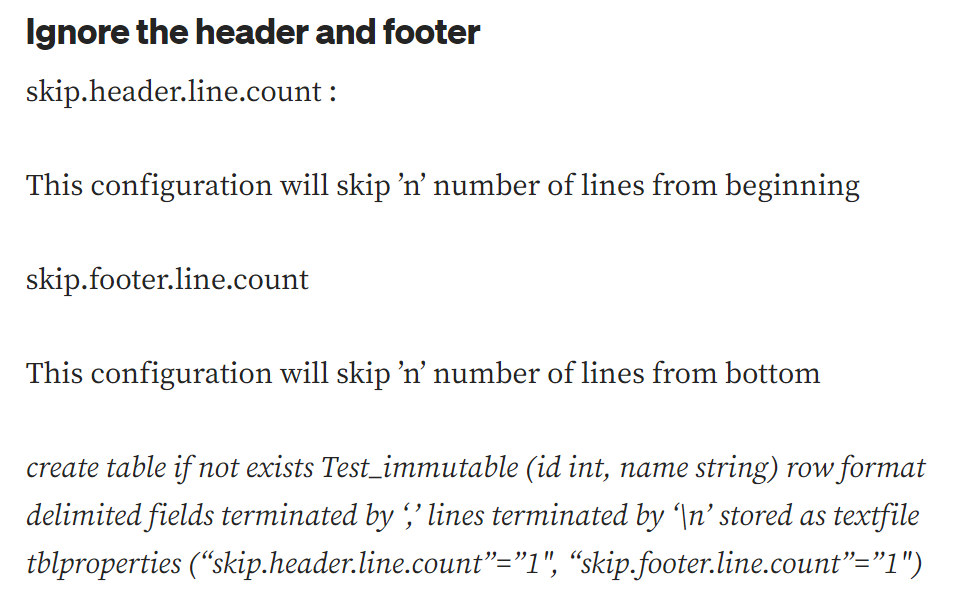 Ignore the header and footer
skip.header.line.count :
This configuration will skip ’n’ number of lines from beginning
skip.footer.line.count
This configuration will skip ’n’ number of lines from bottom
create table if not exists Test_immutable (id int, name string) row format
delimited fields terminated by ‘,’ lines terminated by ‘\n’ stored as textfile
tblproperties (“skip.header.line.count”=”1", “skip.footer.line.count”=”1")